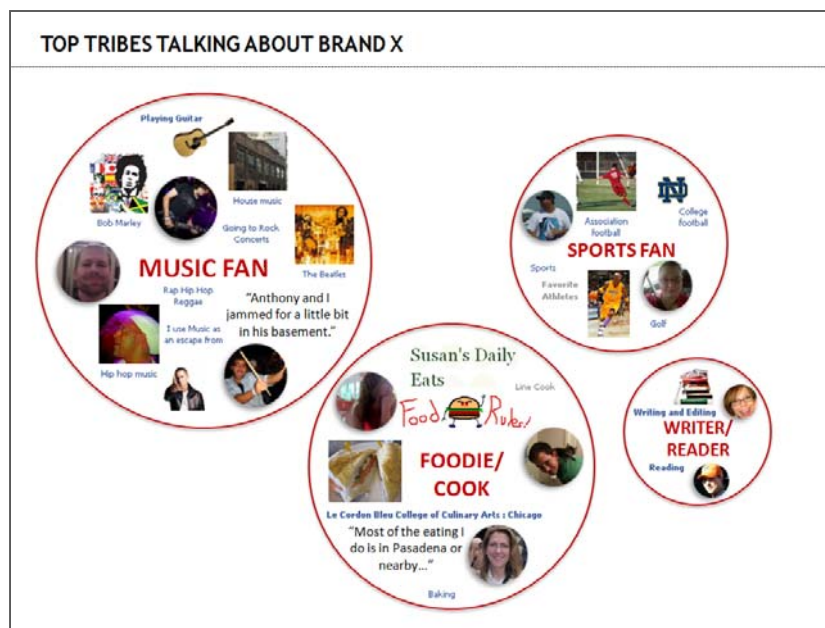 TOP TRIBES TALKING ABOUT BRAND X
Playing Guitar
House music
Bob Marley
Going to Rock
Concerts
The Beatles
MUSIC FAN
Rap Hip Hop
Reggae
"Anthony and I
jammed for a little bit
in his basement."
I use Music as
an escape from
Hip hop music
Association
football
College
football
SPORTS FAN
Sports
Favorite
Athletes
Golf
Susan's Daily
Eats
Line Cook
Food Rules!
FOODIE/
COOK
Le Cordon Bleu College of Culinary Arts : Chicago
"Most of the eating I
do is in Pasadena or
nearby..."
Baking
Writing and Editing
WRITER/
READER
Reading